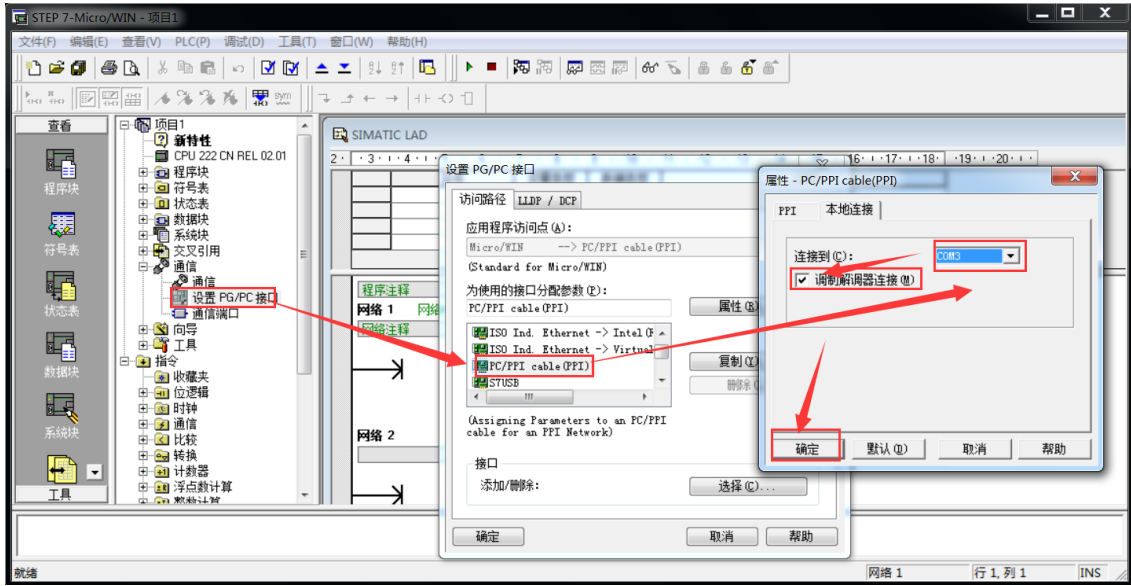 STEP 7-Micro/WIN - 项目1
文件(F) 编辑(E) 查看(V) PLC(P) 调试(D) 工具(T) 窗口(W) 帮助(H)
sym
查看
程序块
符号表
状态表
数据块
系统块
工具
项目1
新特性
CPU 222 CN REL 02.01
程序块
符号表
状态表
数据块
系统块
交叉引用
通信
通信
设置 PG/PC 接口
通信端口
向导
工具
指令
收藏夹
位逻辑
时钟
通信
比较
转换
计数器
浮点数计算
整数计算
SIMATIC LAD
2 · · 3 · · · 4 · · ·
16 · · · 17 · · · 18 · · 19 · · · 20 · · ·
程序注释
网络 1
网络注释
网络 2
设置 PG/PC 接口
访问路径 LLDP / DCP
应用程序访问点(A):
Micro/WIN --> PC/PPI cable(PPI)
(Standard for Micro/WIN)
为使用的接口分配参数(P):
PC/PPI cable(PPI)
属性(R)
ISO Ind. Ethernet -> Intel(R
ISO Ind. Ethernet -> Virtual
PC/PPI cable(PPI)
S7USB
复制(Y)
删除(
(Assigning Parameters to an PC/PPI
cable for an PPI Network)
接口
添加/删除:
选择(C)...
确定 取消 帮助
属性 - PC/PPI cable(PPI)
PPI 本地连接
连接到(C):
COM3
调制解调器连接(M)
确定 默认(D) 取消 帮助
就绪
网络 1
行 1, 列 1
INS